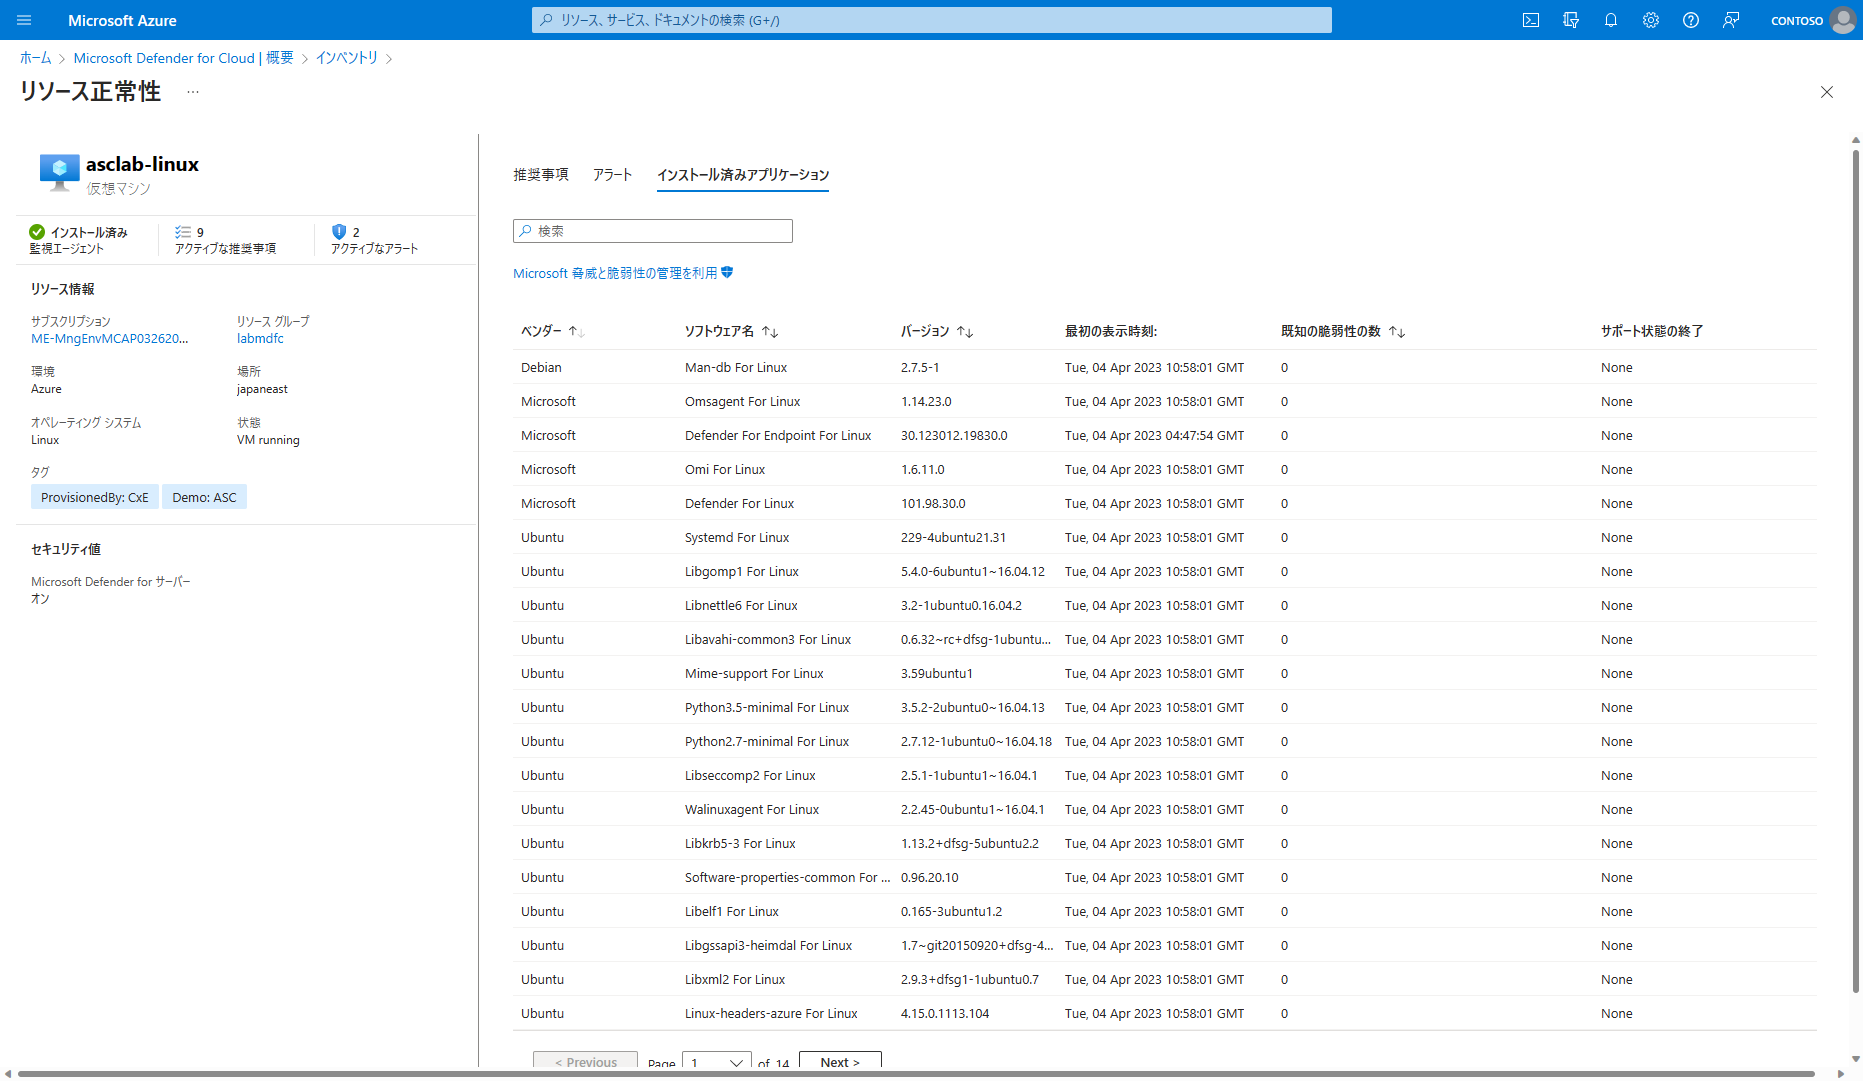 Microsoft Azure
リソース、サービス、ドキュメントの検索 (G+/)
CONTOSO
ホーム > Microsoft Defender for Cloud | 概要 > インベントリ >
リソース正常性 ...
asclab-linux
仮想マシン
インストール済み
監視エージェント
9
アクティブな推奨事項
2
アクティブなアラート
リソース情報
サブスクリプション
ME-MngEnvMCAP032620...
リソース グループ
labmdfc
環境
Azure
場所
japaneast
オペレーティング システム
Linux
状態
VM running
タグ
ProvisionedBy: CxE Demo: ASC
セキュリティ値
Microsoft Defender for サーバー
オン
推奨事項 アラート インストール済みアプリケーション
検索
Microsoft 脅威と脆弱性の管理を利用
ベンダー ↑↓ ソフトウェア名 ↑↓ バージョン ↑↓ 最初の表示時刻: 既知の脆弱性の数 ↑↓ サポート状態の終了
Debian Man-db For Linux 2.7.5-1 Tue, 04 Apr 2023 10:58:01 GMT 0 None
Microsoft Omsagent For Linux 1.14.23.0 Tue, 04 Apr 2023 10:58:01 GMT 0 None
Microsoft Defender For Endpoint For Linux 30.123012.19830.0 Tue, 04 Apr 2023 04:47:54 GMT 0 None
Microsoft Omi For Linux 1.6.11.0 Tue, 04 Apr 2023 10:58:01 GMT 0 None
Microsoft Defender For Linux 101.98.30.0 Tue, 04 Apr 2023 10:58:01 GMT 0 None
Ubuntu Systemd For Linux 229-4ubuntu21.31 Tue, 04 Apr 2023 10:58:01 GMT 0 None
Ubuntu Libgomp1 For Linux 5.4.0-6ubuntu1~16.04.12 Tue, 04 Apr 2023 10:58:01 GMT 0 None
Ubuntu Libnettle6 For Linux 3.2-1ubuntu0.16.04.2 Tue, 04 Apr 2023 10:58:01 GMT 0 None
Ubuntu Libavahi-common3 For Linux 0.6.32~rc+dfsg-1ubuntu... Tue, 04 Apr 2023 10:58:01 GMT 0 None
Ubuntu Mime-support For Linux 3.59ubuntu1 Tue, 04 Apr 2023 10:58:01 GMT 0 None
Ubuntu Python3.5-minimal For Linux 3.5.2-2ubuntu0~16.04.13 Tue, 04 Apr 2023 10:58:01 GMT 0 None
Ubuntu Python2.7-minimal For Linux 2.7.12-1ubuntu0~16.04.18 Tue, 04 Apr 2023 10:58:01 GMT 0 None
Ubuntu Libseccomp2 For Linux 2.5.1-1ubuntu1~16.04.1 Tue, 04 Apr 2023 10:58:01 GMT 0 None
Ubuntu Walinuxagent For Linux 2.2.45-0ubuntu1~16.04.1 Tue, 04 Apr 2023 10:58:01 GMT 0 None
Ubuntu Libkrb5-3 For Linux 1.13.2+dfsg-5ubuntu2.2 Tue, 04 Apr 2023 10:58:01 GMT 0 None
Ubuntu Software-properties-common For ... 0.96.20.10 Tue, 04 Apr 2023 10:58:01 GMT 0 None
Ubuntu Libelf1 For Linux 0.165-3ubuntu1.2 Tue, 04 Apr 2023 10:58:01 GMT 0 None
Ubuntu Libgssapi3-heimdal For Linux 1.7~git20150920+dfsg-4... Tue, 04 Apr 2023 10:58:01 GMT 0 None
Ubuntu Libxml2 For Linux 2.9.3+dfsg1-1ubuntu0.7 Tue, 04 Apr 2023 10:58:01 GMT 0 None
Ubuntu Linux-headers-azure For Linux 4.15.0.1113.104 Tue, 04 Apr 2023 10:58:01 GMT 0 None
< Previous Page 1 of 14 Next >